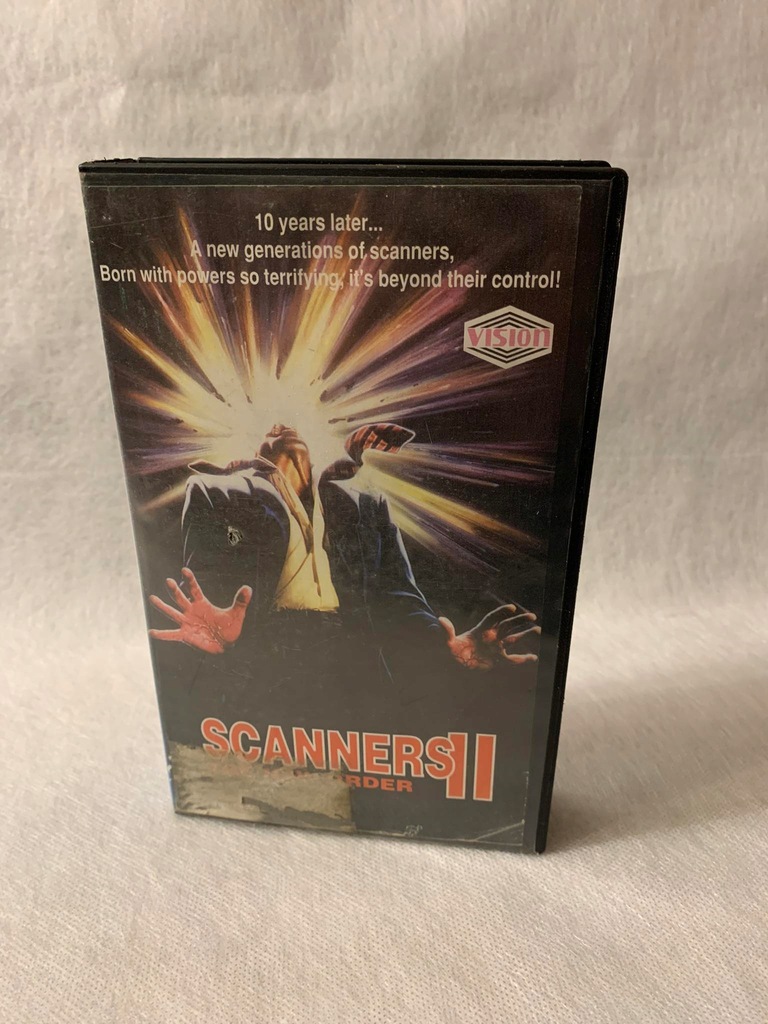 10 years later...
A new generations of scanners,
Born with powers so terrifying, it's beyond their control!
VISION
SCANNERS II